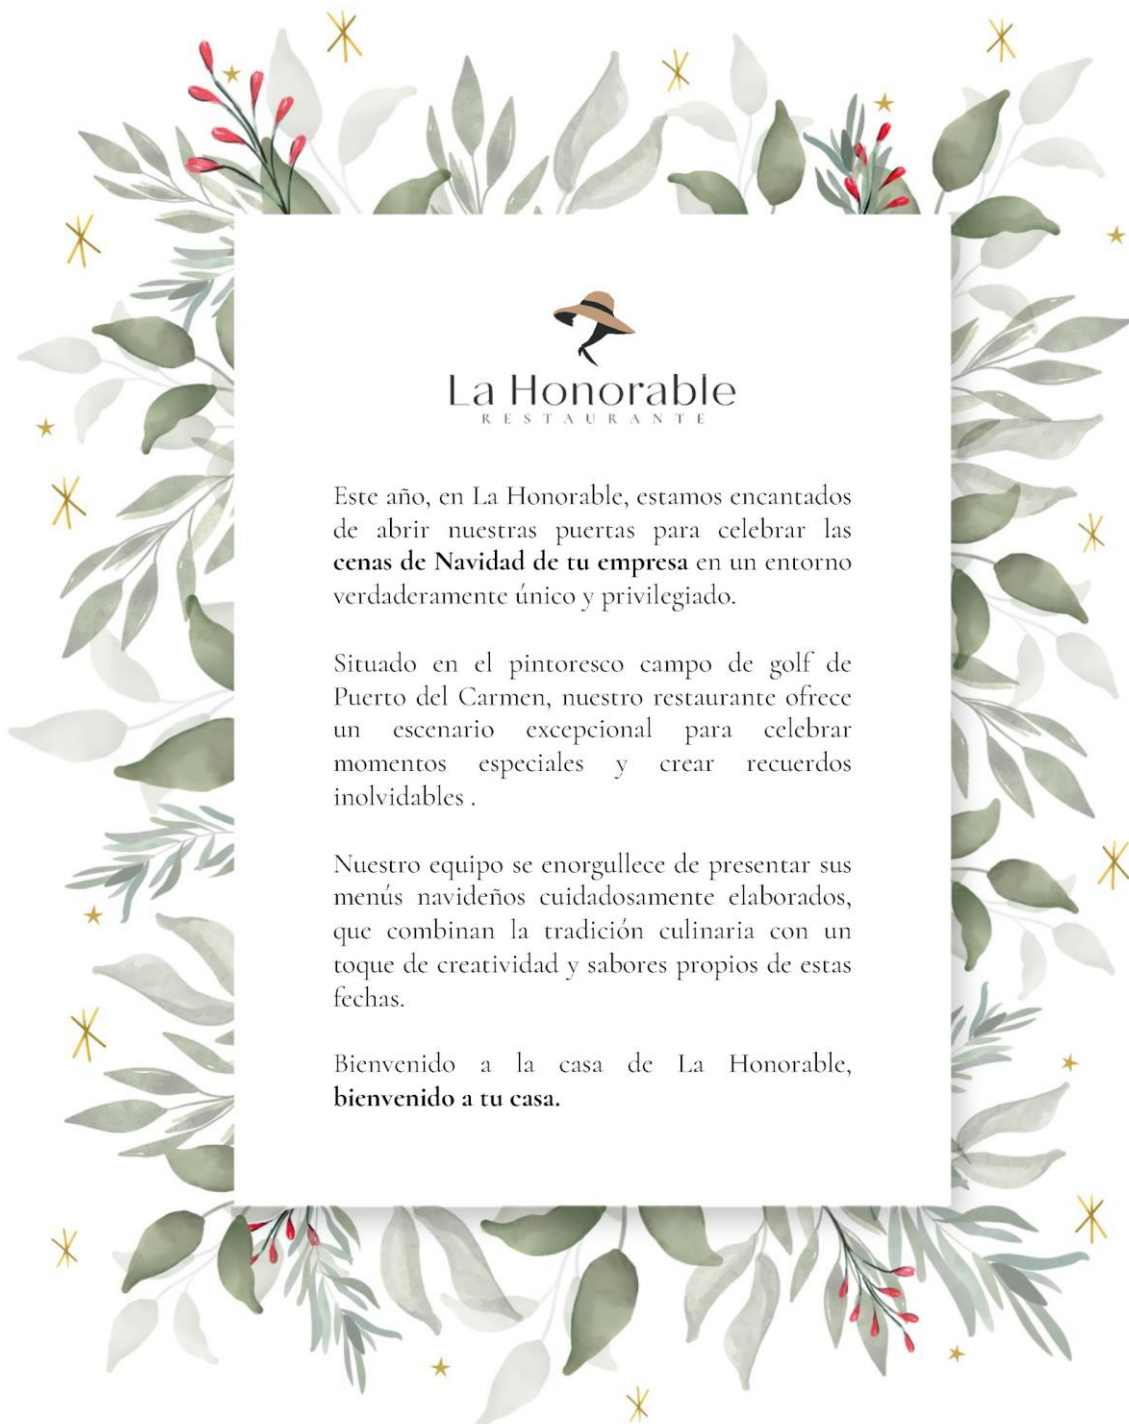 La Honorable
RESTAURANTE
Este año, en La Honorable, estamos encantados
de abrir nuestras puertas para celebrar las
cenas de Navidad de tu empresa en un entorno
verdaderamente único y privilegiado.
Situado en el pintoresco campo de golf de
Puerto del Carmen, nuestro restaurante ofrece
un escenario excepcional para celebrar
momentos especiales y crear recuerdos
inolvidables .
Nuestro equipo se enorgullece de presentar sus
menús navideños cuidadosamente elaborados,
que combinan la tradición culinaria con un
toque de creatividad y sabores propios de estas
fechas.
Bienvenido a la casa de La Honorable,
bienvenido a tu casa.